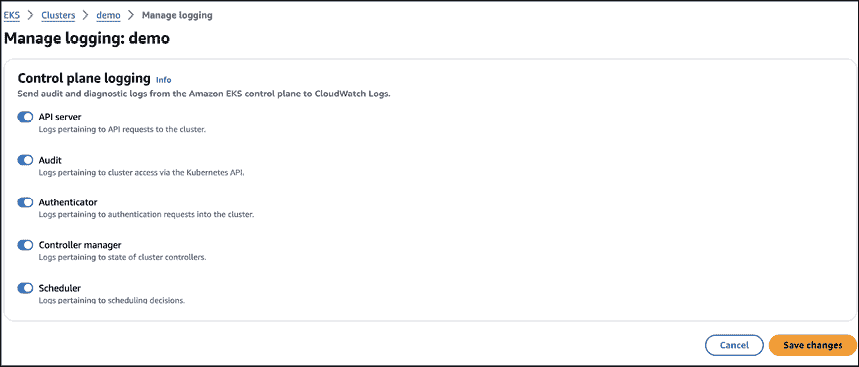 EKS > Clusters > demo > Manage logging
Manage logging: demo
Control plane logging Info
Send audit and diagnostic logs from the Amazon EKS control plane to CloudWatch Logs.
API server
Logs pertaining to API requests to the cluster.
Audit
Logs pertaining to cluster access via the Kubernetes API.
Authenticator
Logs pertaining to authentication requests into the cluster.
Controller manager
Logs pertaining to state of cluster controllers.
Scheduler
Logs pertaining to scheduling decisions.
Cancel Save changes